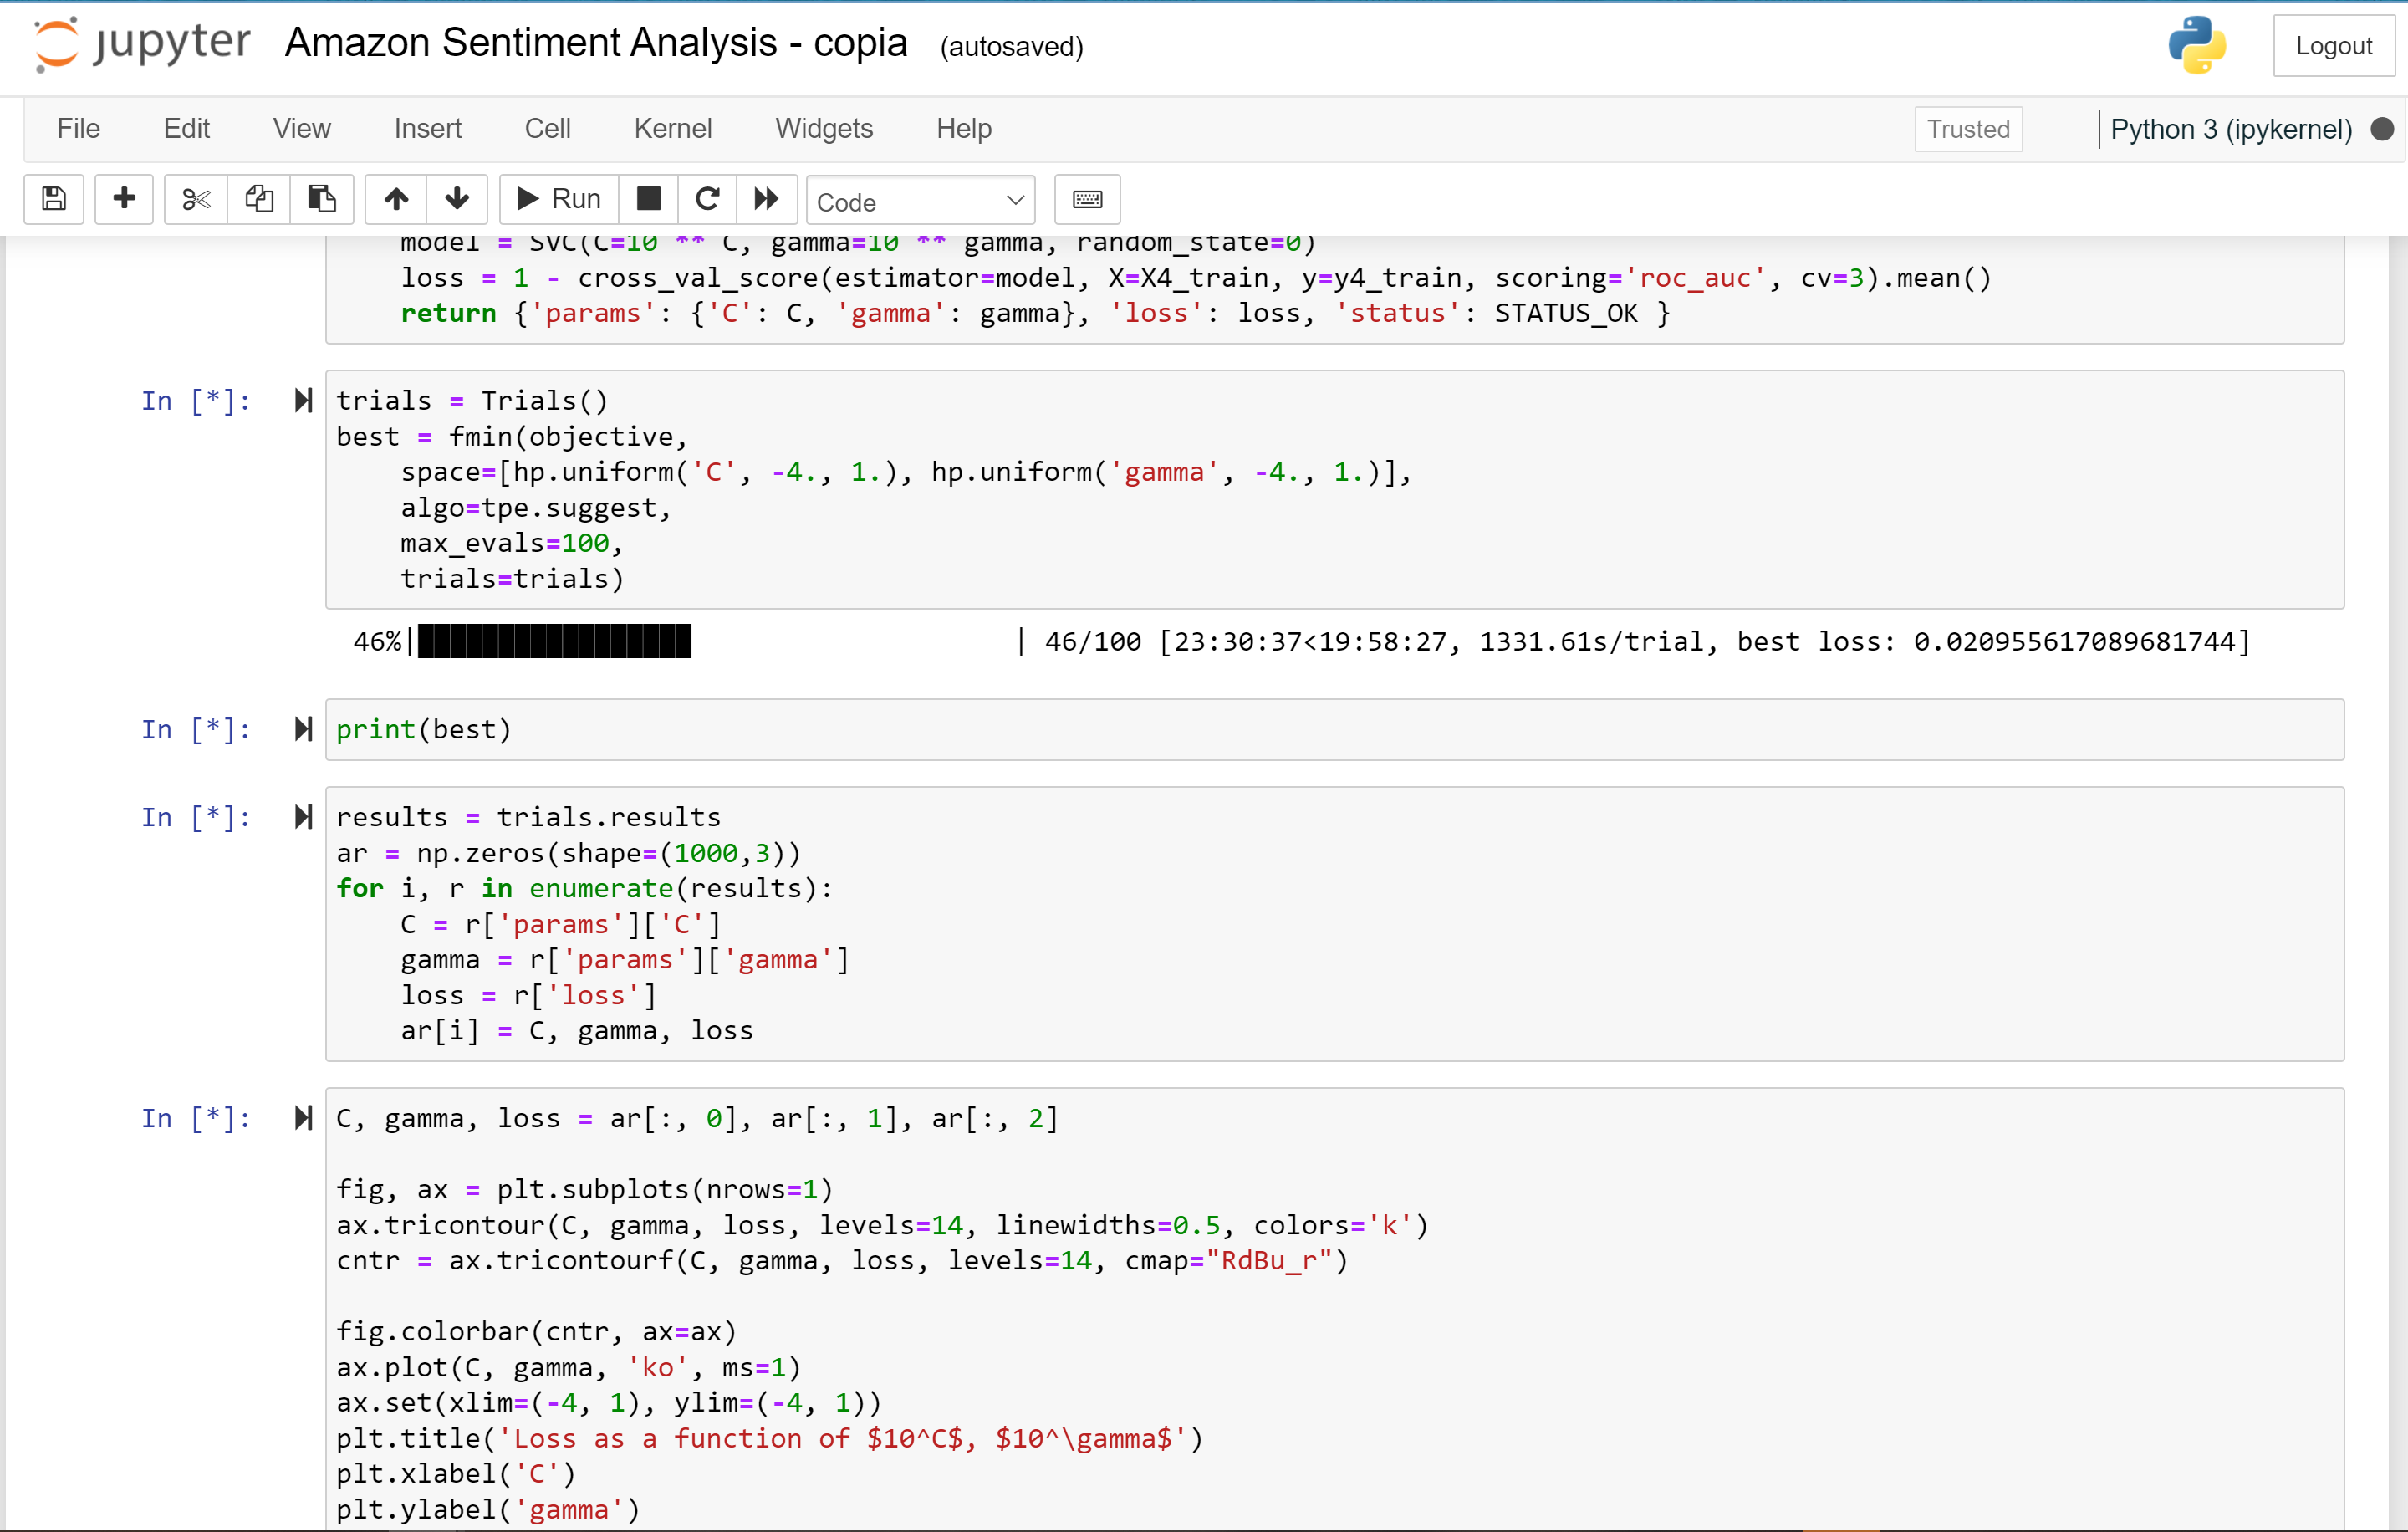 jupyter Amazon Sentiment Analysis - copia (autosaved) Logout
File Edit View Insert Cell Kernel Widgets Help Trusted Python 3 (ipykernel)
Run Code
model = SVC(C=10 ** C, gamma=10 ** gamma, random_state=0)
loss = 1 - cross_val_score(estimator=model, X=X4_train, y=y4_train, scoring='roc_auc', cv=3).mean()
return {'params': {'C': C, 'gamma': gamma}, 'loss': loss, 'status': STATUS_OK }
In [*]: trials = Trials()
best = fmin(objective,
space=[hp.uniform('C', -4., 1.), hp.uniform('gamma', -4., 1.)],
algo=tpe.suggest,
max_evals=100,
trials=trials)
46%| | 46/100 [23:30:37<19:58:27, 1331.61s/trial, best loss: 0.020955617089681744]
In [*]: print(best)
In [*]: results = trials.results
ar = np.zeros(shape=(1000,3))
for i, r in enumerate(results):
C = r['params']['C']
gamma = r['params']['gamma']
loss = r['loss']
ar[i] = C, gamma, loss
In [*]: C, gamma, loss = ar[:, 0], ar[:, 1], ar[:, 2]
fig, ax = plt.subplots(nrows=1)
ax.tricontour(C, gamma, loss, levels=14, linewidths=0.5, colors='k')
cntr = ax.tricontourf(C, gamma, loss, levels=14, cmap="RdBu_r")
fig.colorbar(cntr, ax=ax)
ax.plot(C, gamma, 'ko', ms=1)
ax.set(xlim=(-4, 1), ylim=(-4, 1))
plt.title('Loss as a function of $10^C$, $10^\gamma$')
plt.xlabel('C')
plt.ylabel('gamma')